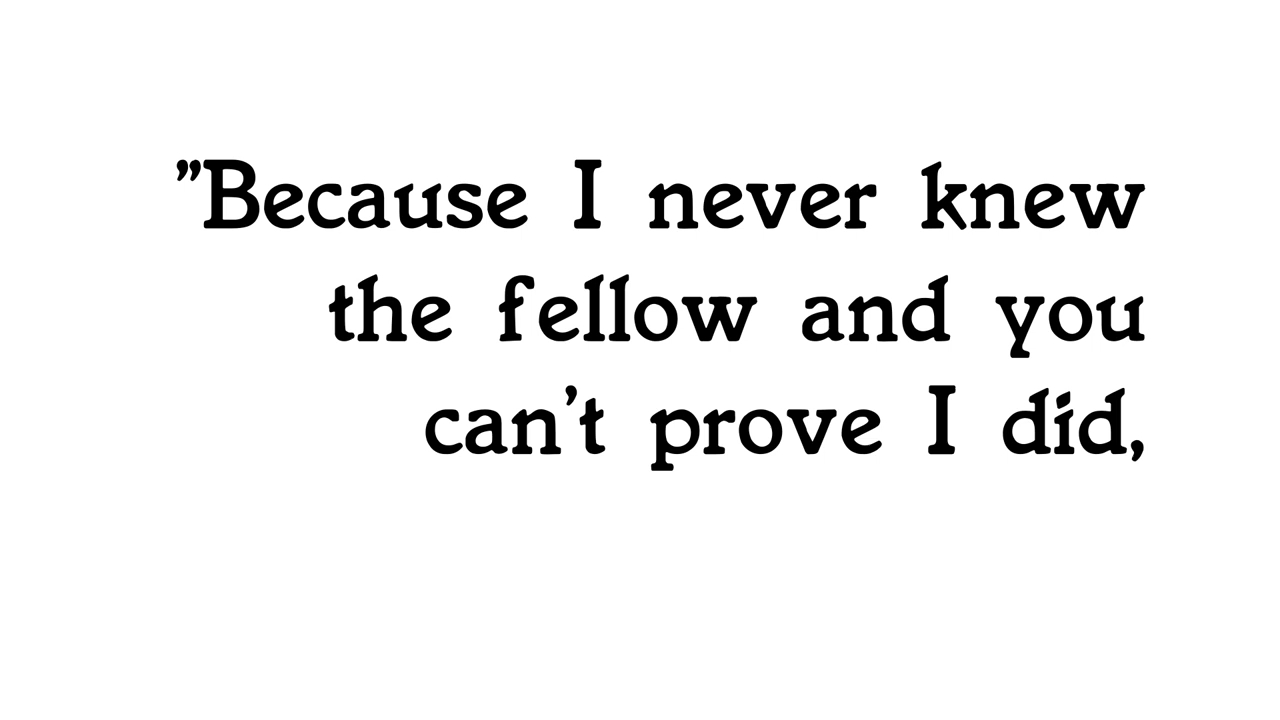 ”Because I never knew
the fellow and you
can’t prove I did,